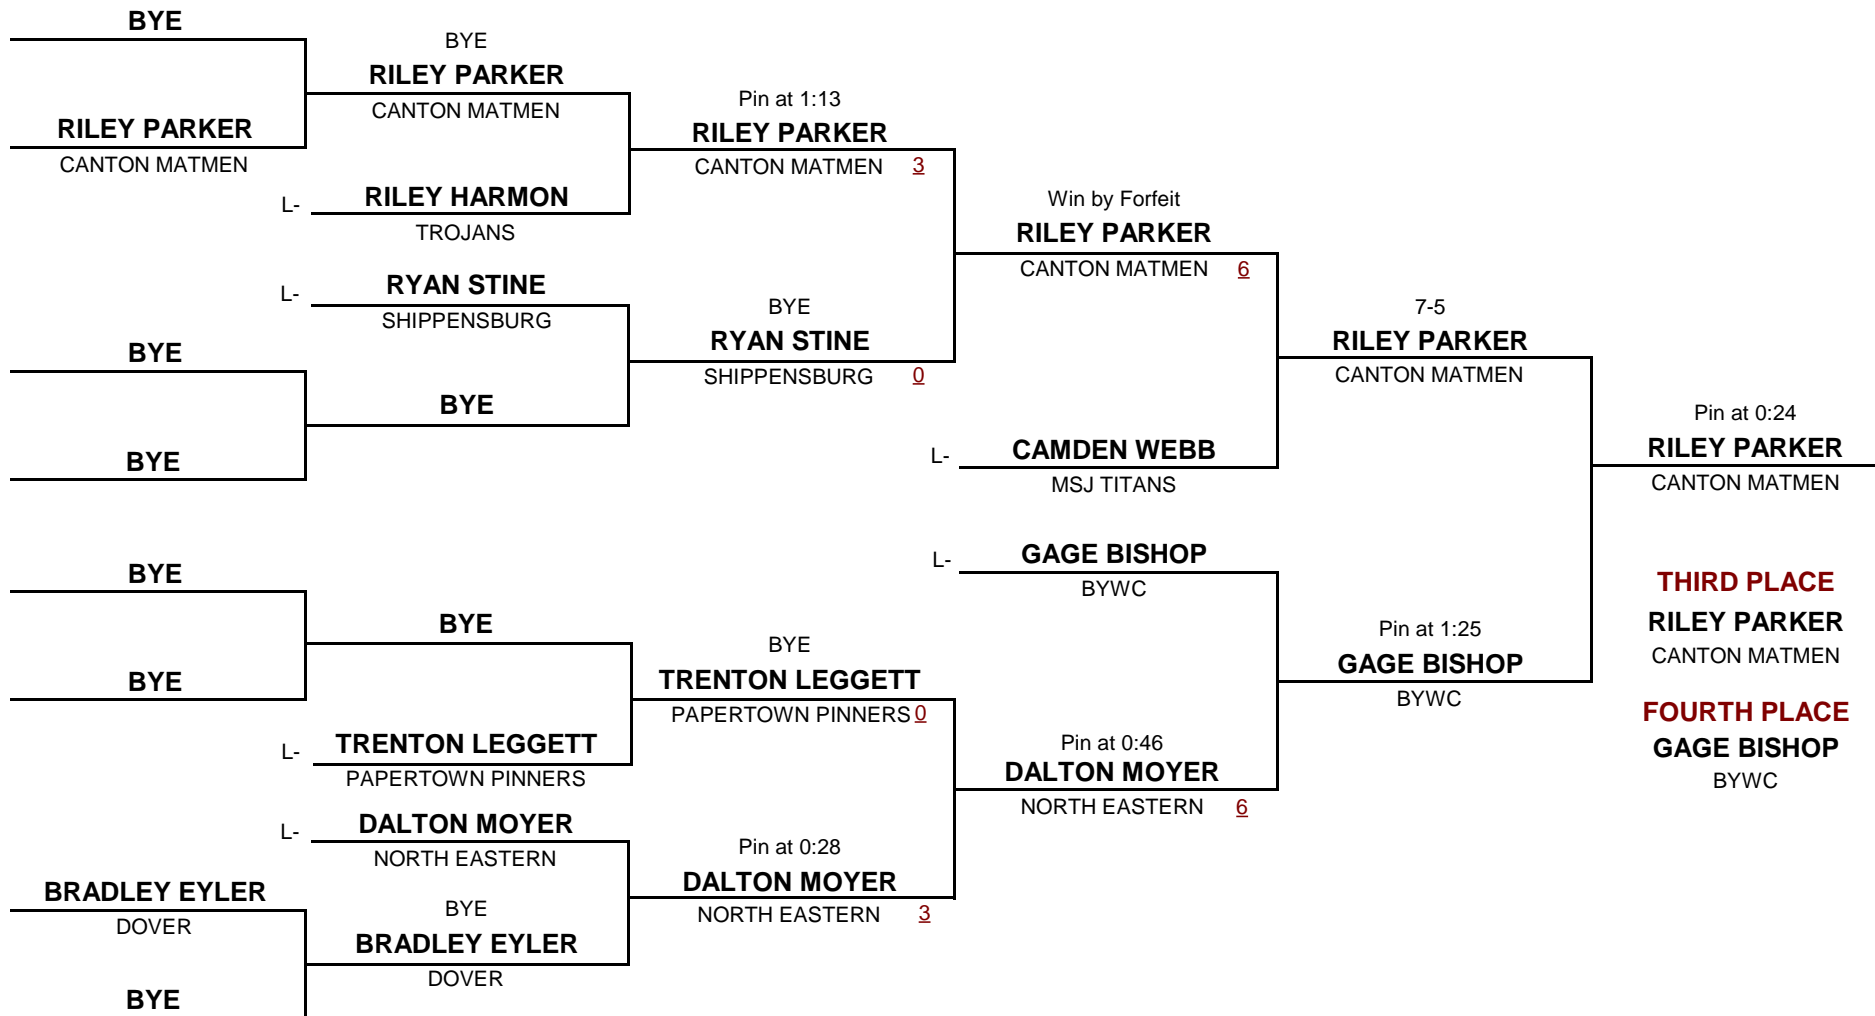 BYE
RILEY PARKER
CANTON MATMEN
BYE
BYE
BYE
BYE
BRADLEY EYLER
DOVER
BYE
BYE
RILEY PARKER
CANTON MATMEN
L- RILEY HARMON
TROJANS
L- RYAN STINE
SHIPPENSBURG
BYE
BYE
L- TRENTON LEGGETT
PAPERTOWN PINNERS
L- DALTON MOYER
NORTH EASTERN
BYE
BRADLEY EYLER
DOVER
Pin at 1:13
RILEY PARKER
CANTON MATMEN 3
BYE
RYAN STINE
SHIPPENSBURG 0
BYE
TRENTON LEGGETT
PAPERTOWN PINNERS 0
Pin at 0:28
DALTON MOYER
NORTH EASTERN 3
Win by Forfeit
RILEY PARKER
CANTON MATMEN 6
L- CAMDEN WEBB
MSJ TITANS
L- GAGE BISHOP
BYWC
Pin at 0:46
DALTON MOYER
NORTH EASTERN 6
7-5
RILEY PARKER
CANTON MATMEN
Pin at 1:25
GAGE BISHOP
BYWC
Pin at 0:24
RILEY PARKER
CANTON MATMEN
THIRD PLACE
RILEY PARKER
CANTON MATMEN
FOURTH PLACE
GAGE BISHOP
BYWC